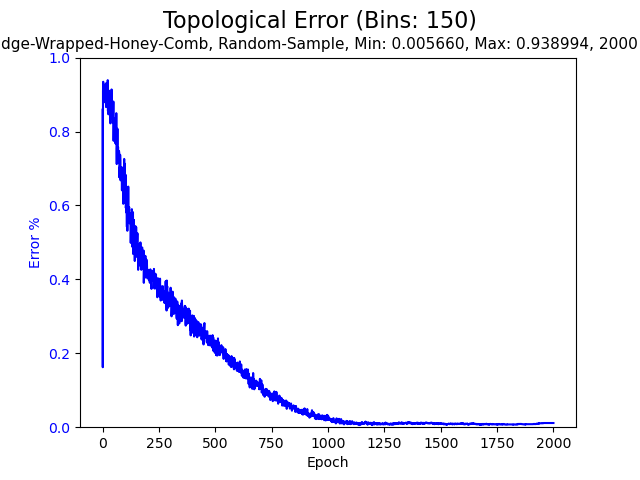 Topological Error (Bins: 150)
dge-Wrapped-Honey-Comb, Random-Sample, Min: 0.005660, Max: 0.938994, 2000
1.0
0.8
0.6
0.4
0.2
0.0
Error %
0 250 500 750 1000 1250 1500 1750 2000
Epoch